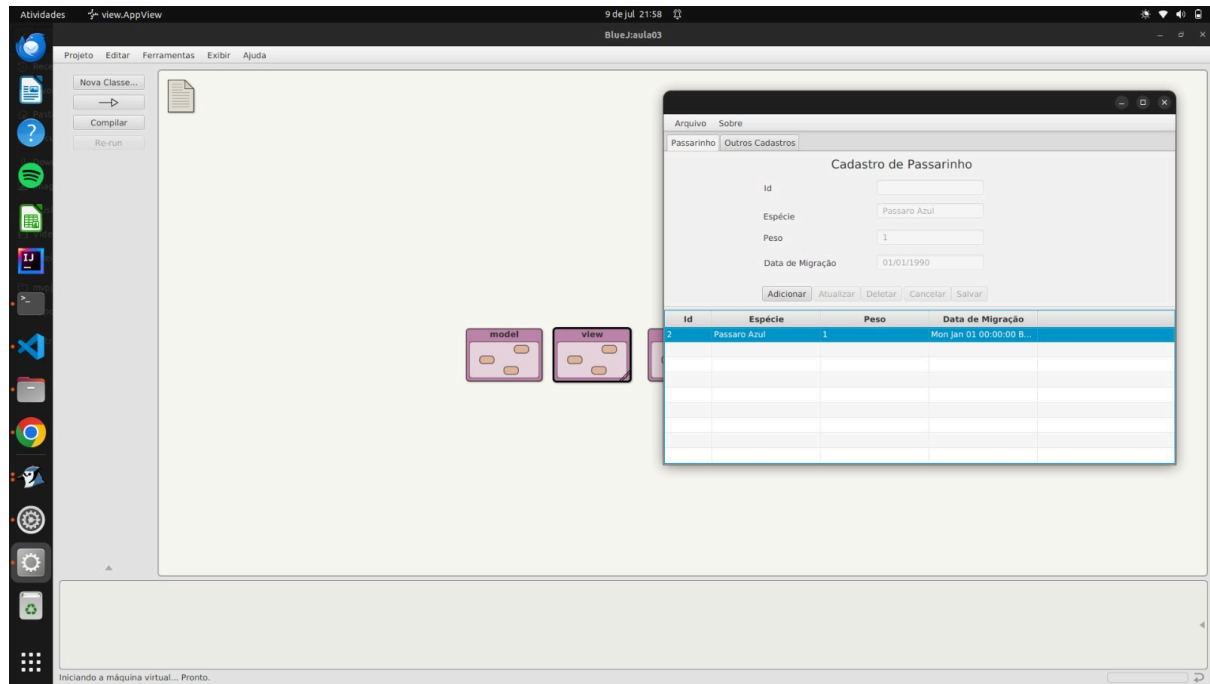 Atividades view.AppView 9 de jul 21:58
BlueJ:aula03
Projeto Editar Ferramentas Exibir Ajuda
Nova Classe...
Compilar
Re-run
model view
Arquivo Sobre
Passarinho Outros Cadastros
Cadastro de Passarinho
Id
Espécie Passaro Azul
Peso 1
Data de Migração 01/01/1990
Adicionar Atualizar Deletar Cancelar Salvar
Id Espécie Peso Data de Migração
2 Passaro Azul 1 Mon Jan 01 00:00:00 B...
Iniciando a máquina virtual... Pronto.